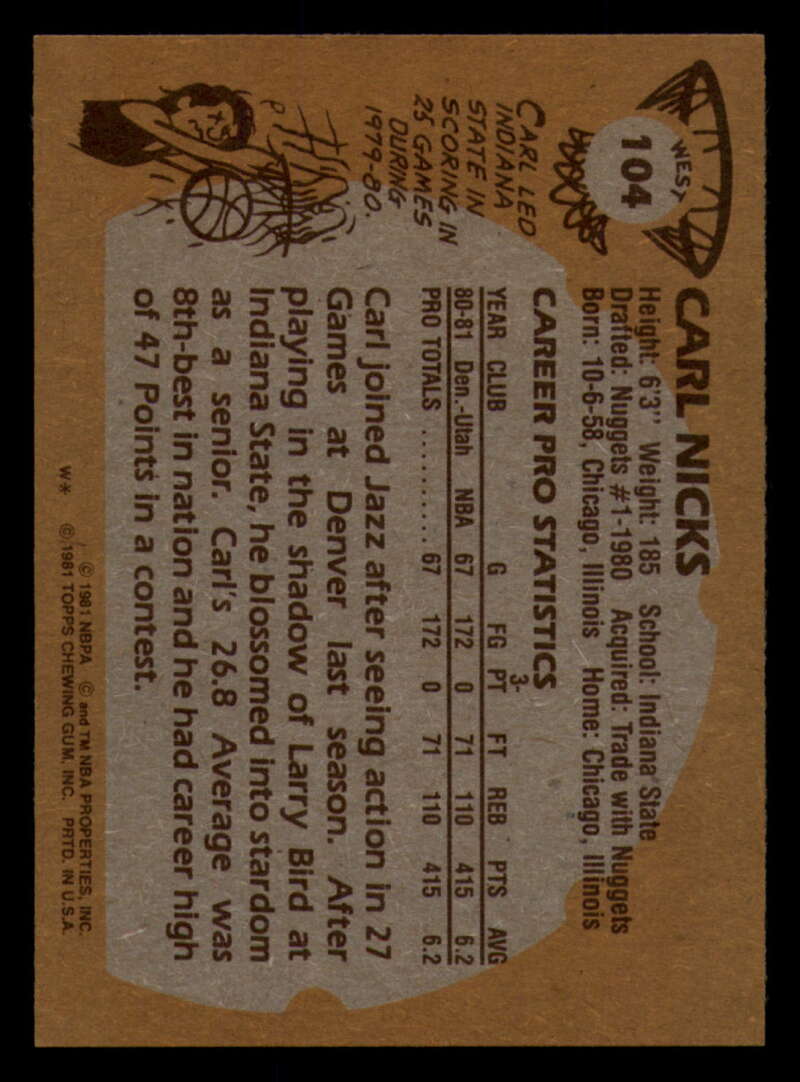 WEST
104
CARL NICKS
Height: 6'3" Weight: 185 School: Indiana State
Drafted: Nuggets #1-1980 Acquired: Trade with Nuggets
Born: 10-6-58, Chicago, Illinois Home: Chicago, Illinois
CAREER PRO STATISTICS
YEAR CLUB G FG 3-PT FT REB PTS AVG
80-81 Den.-Utah NBA 67 172 0 71 110 415 6.2
PRO TOTALS .......... 67 172 0 71 110 415 6.2
CARL LED
INDIANA
STATE IN
SCORING IN
25 GAMES
DURING
1979-80.
Carl joined Jazz after seeing action in 27
Games at Denver last season. After
playing in the shadow of Larry Bird at
Indiana State, he blossomed into stardom
as a senior. Carl's 26.8 Average was
8th-best in nation and he had career high
of 47 Points in a contest.
© 1981 NBPA © and TM NBA PROPERTIES, INC.
W* © 1981 TOPPS CHEWING GUM, INC. PRTD. IN U.S.A.